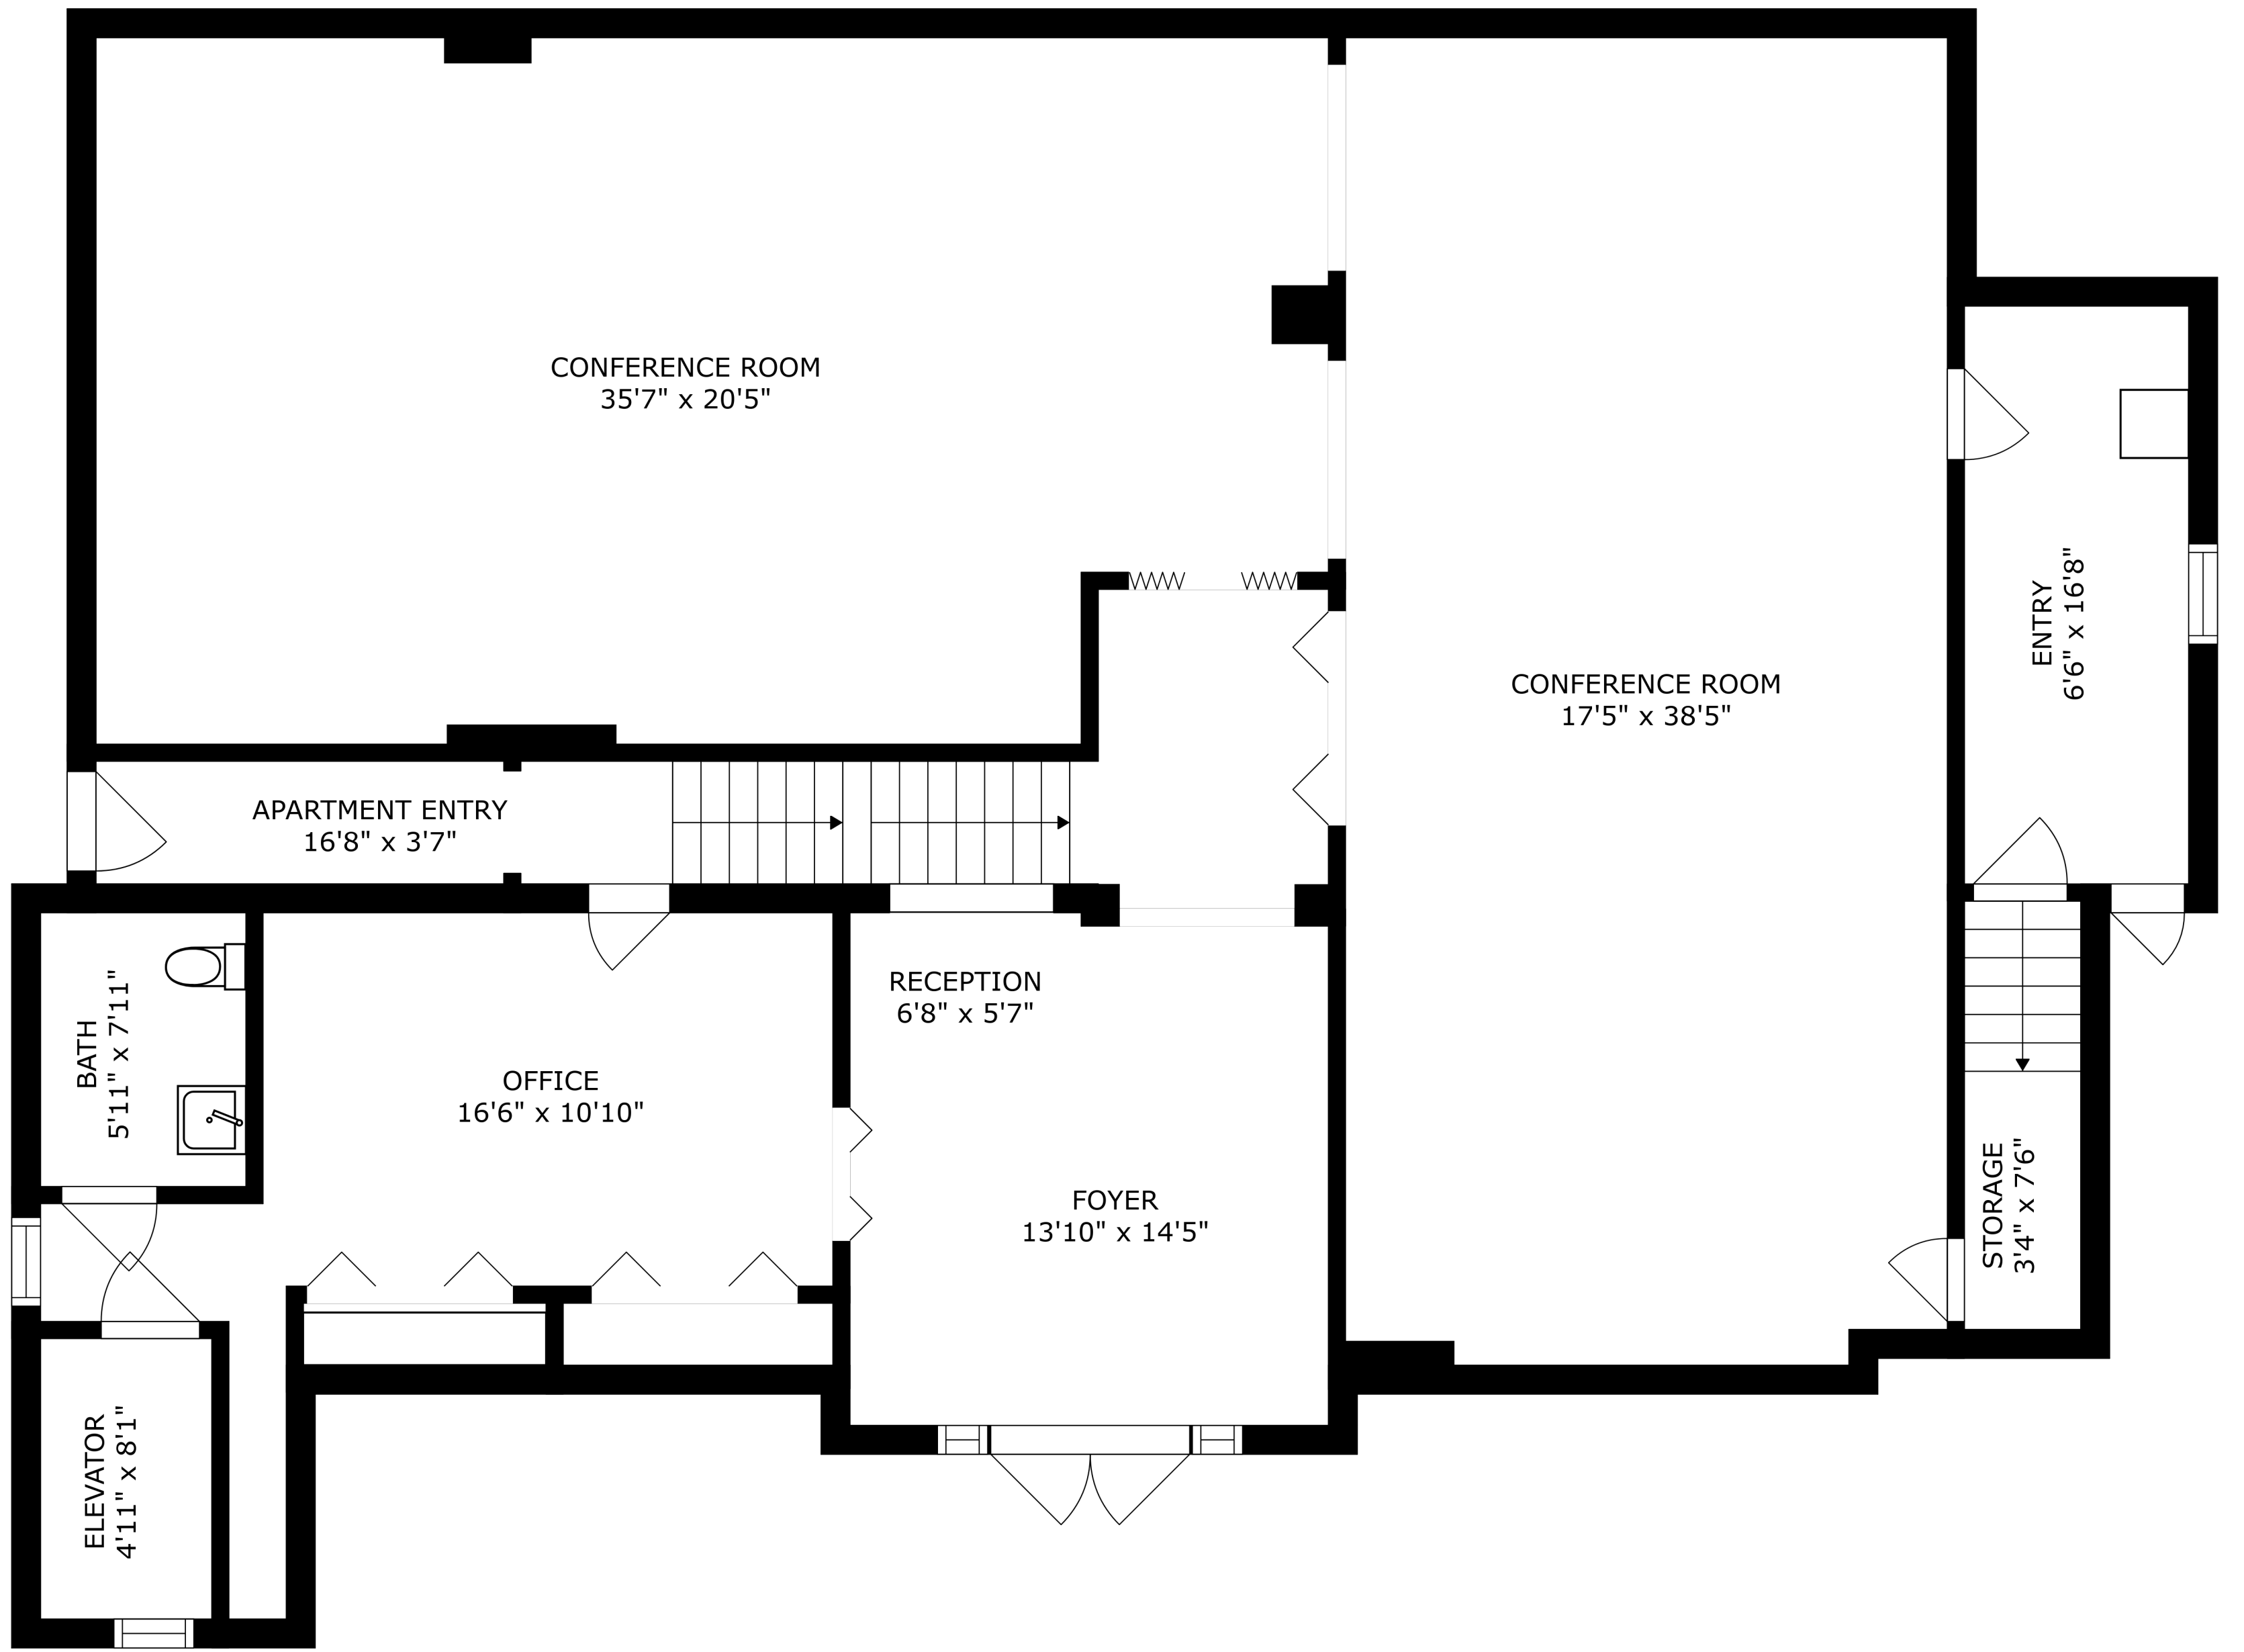 CONFERENCE ROOM
35'7" x 20'5"
CONFERENCE ROOM
17'5" x 38'5"
ENTRY
6'6" x 16'8"
APARTMENT ENTRY
16'8" x 3'7"
RECEPTION
6'8" x 5'7"
BATH
5'11" x 7'11"
OFFICE
16'6" x 10'10"
FOYER
13'10" x 14'5"
STORAGE
3'4" x 7'6"
ELEVATOR
4'11" x 8'1"